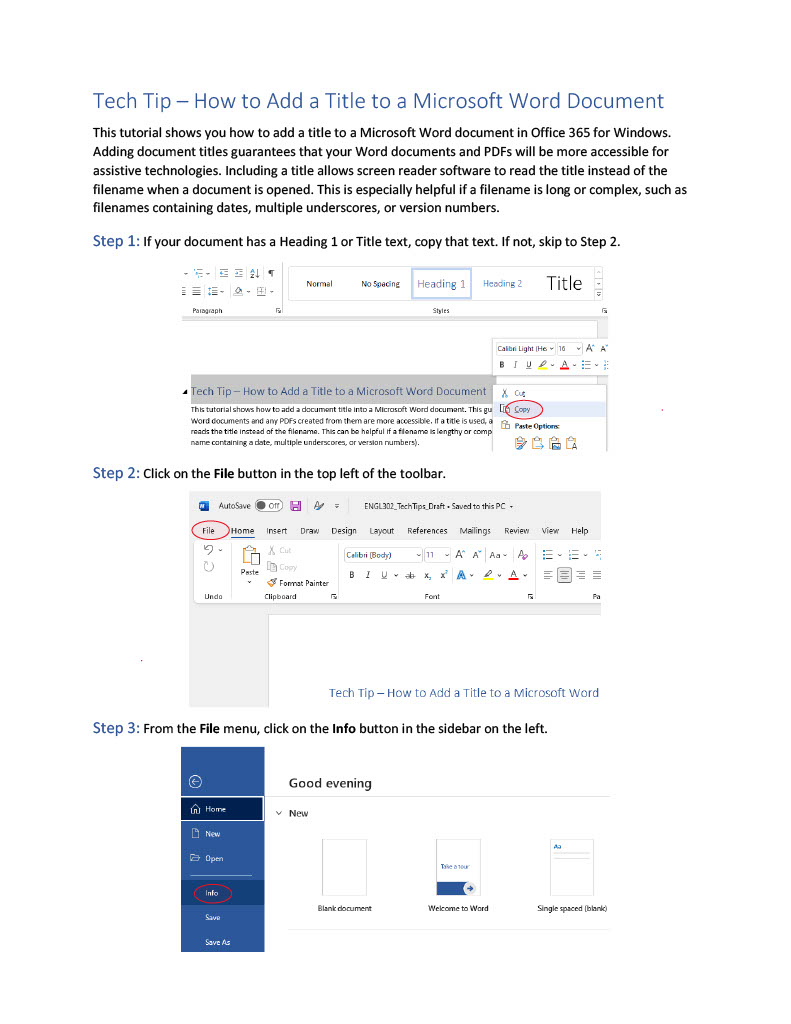 Tech Tip – How to Add a Title to a Microsoft Word Document
This tutorial shows you how to add a title to a Microsoft Word document in Office 365 for Windows.
Adding document titles guarantees that your Word documents and PDFs will be more accessible for
assistive technologies. Including a title allows screen reader software to read the title instead of the
filename when a document is opened. This is especially helpful if a filename is long or complex, such as
filenames containing dates, multiple underscores, or version numbers.
Step 1: If your document has a Heading 1 or Title text, copy that text. If not, skip to Step 2.
Normal No Spacing Heading 1 Heading 2 Title
Paragraph Styles
Calibri Light (He 16 A A
B I U A
Tech Tip – How to Add a Title to a Microsoft Word Document
Cut
This tutorial shows how to add a document title into a Microsoft Word document. This gu
Copy
Word documents and any PDFs created from them are more accessible. If a title is used, a
Paste Options:
reads the title instead of the filename. This can be helpful if a filename is lengthy or comp
name containing a date, multiple underscores, or version numbers).
Step 2: Click on the File button in the top left of the toolbar.
AutoSave Off ENGL302_TechTips_Draft • Saved to this PC
File Home Insert Draw Design Layout References Mailings Review View Help
Cut
Copy
Paste
Format Painter
Calibri (Body) 11 A A Aa A
B I U ab x₂ x² A A
Undo Clipboard Font Pa
Tech Tip – How to Add a Title to a Microsoft Word
Step 3: From the File menu, click on the Info button in the sidebar on the left.
Good evening
Home
New
New
Open
Info
Save
Save As
Take a tour
Aa
Blank document Welcome to Word Single spaced (blank)